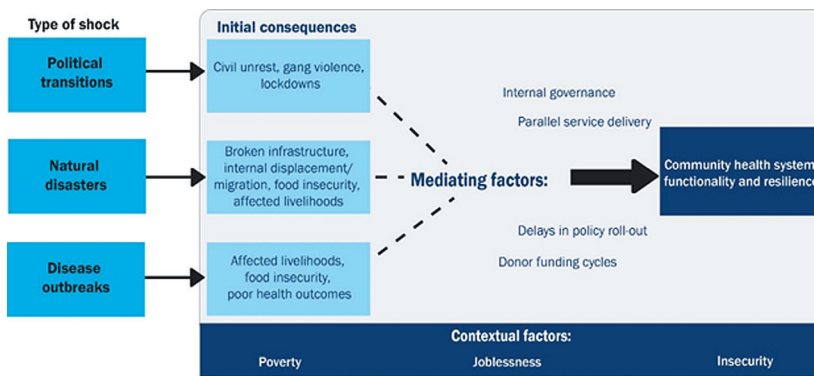 Type of shock
Initial consequences
Political
transitions
Civil unrest, gang violence,
lockdowns
Internal governance
Parallel service delivery
Natural
disasters
Broken infrastructure,
internal displacement/
migration, food insecurity,
affected livelihoods
Mediating factors:
Community health system
functionality and resilience
Delays in policy roll-out
Donor funding cycles
Disease
outbreaks
Affected livelihoods,
food insecurity,
poor health outcomes
Contextual factors:
Poverty
Joblessness
Insecurity